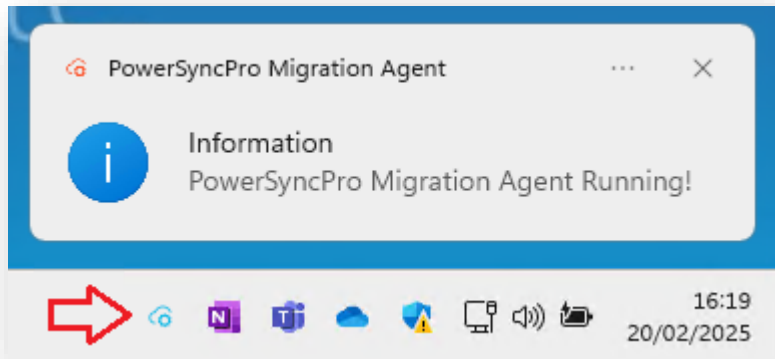 PowerSyncPro Migration Agent
Information
PowerSyncPro Migration Agent Running!
16:19
20/02/2025